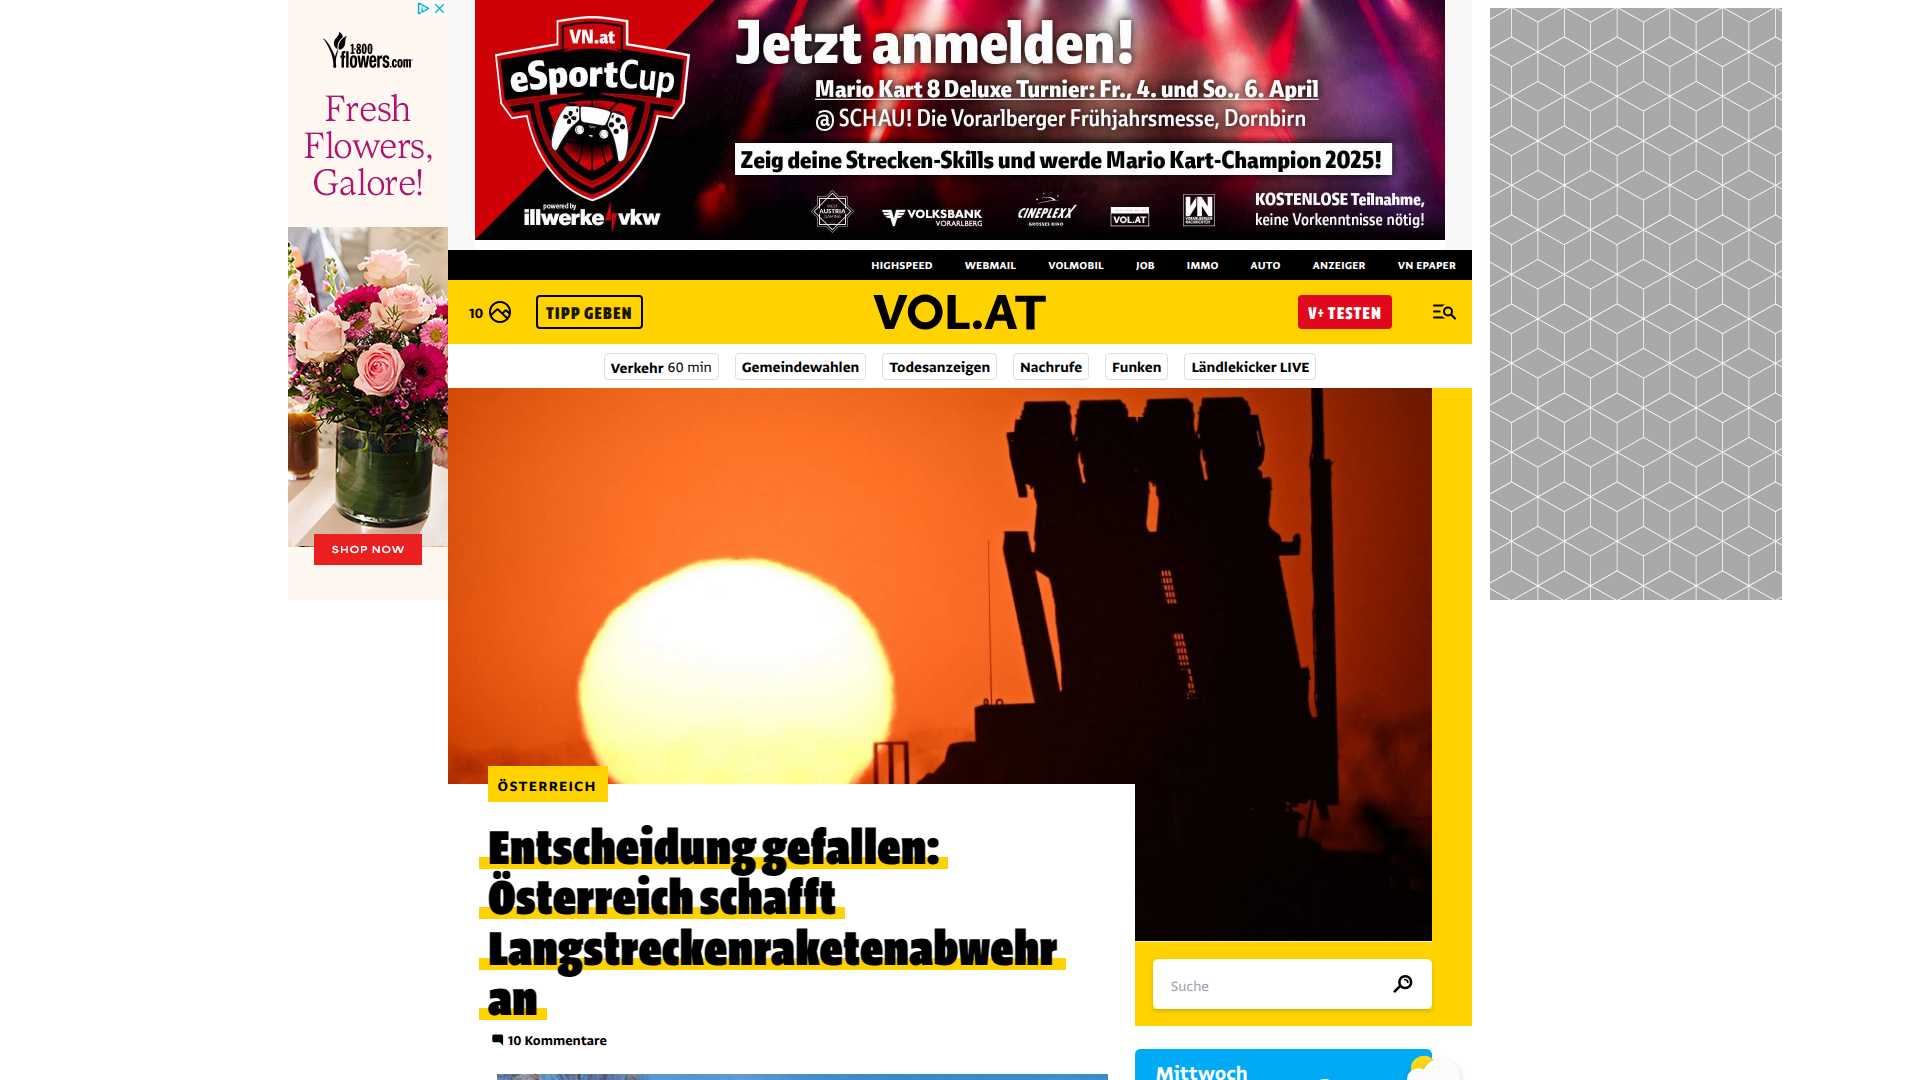 1-800
flowers.com
Fresh
Flowers,
Galore!
SHOP NOW
VN.at
eSportCup
powered by
illwerke vkw
Jetzt anmelden!
Mario Kart 8 Deluxe Turnier: Fr., 4. und So., 6. April
@ SCHAU! Die Vorarlberger Frühjahrsmesse, Dornbirn
Zeig deine Strecken-Skills und werde Mario Kart-Champion 2025!
AUSTRIA
VOLKSBANK
VORARLBERG
CINEPLEXX
VOL.AT
VN
KOSTENLOSE Teilnahme,
keine Vorkenntnisse nötig!
HIGHSPEED WEBMAIL VOLMOBIL JOB IMMO AUTO ANZEIGER VN EPAPER
10 TIPP GEBEN VOL.AT V+ TESTEN
Verkehr 60 min Gemeindewahlen Todesanzeigen Nachrufe Funken Ländlekicker LIVE
ÖSTERREICH
Entscheidung gefallen:
Österreich schafft
Langstreckenraketenabwehr
an
10 Kommentare
Suche
Mittwoch